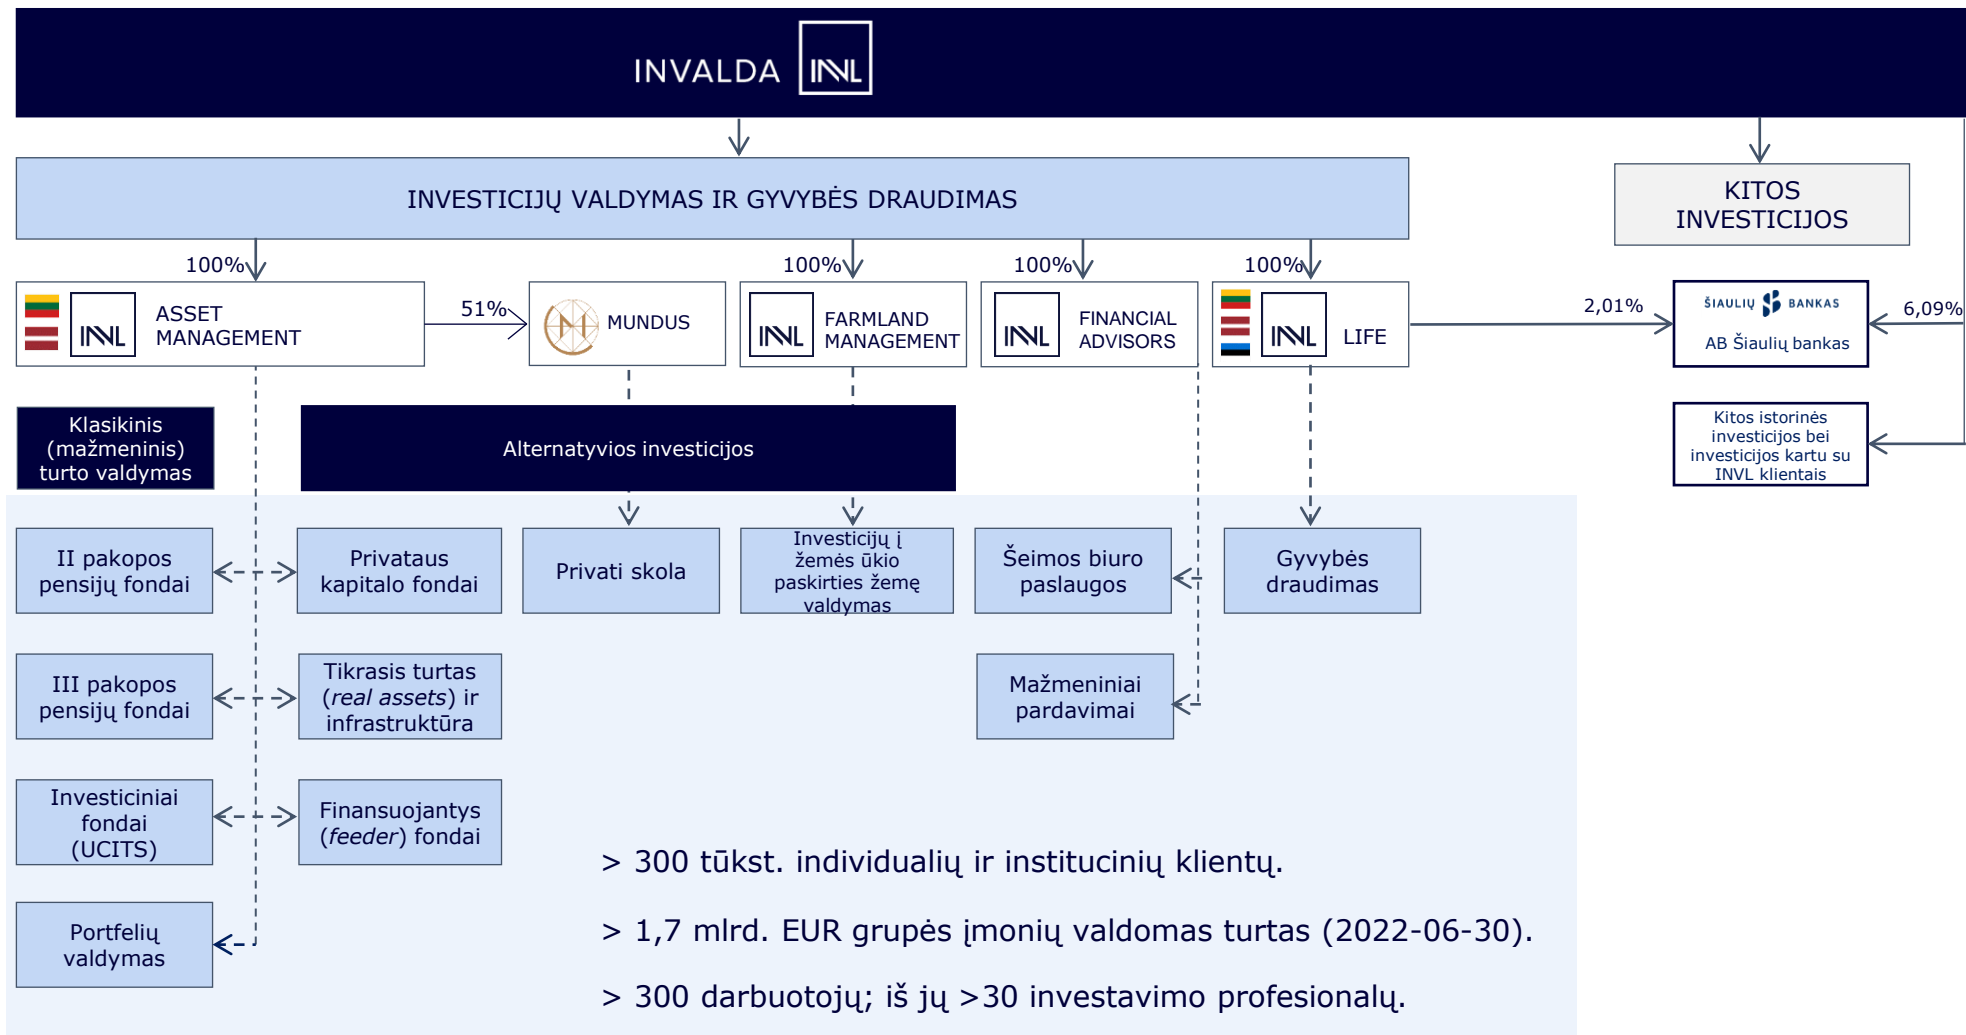 INVALDA INVL
INVESTICIJŲ VALDYMAS IR GYVYBĖS DRAUDIMAS
KITOS
INVESTICIJOS
100%
100%
100%
100%
INVL
ASSET
MANAGEMENT
51%
MUNDUS
INVL
FARMLAND
MANAGEMENT
INVL
FINANCIAL
ADVISORS
INVL
LIFE
2,01%
ŠIAULIŲ BANKAS
AB Šiaulių bankas
6,09%
Klasikinis
(mažmeninis)
turto valdymas
Alternatyvios investicijos
Kitos istorinės
investicijos bei
investicijos kartu su
INVL klientais
II pakopos
pensijų fondai
Privataus
kapitalo fondai
Privati skola
Investicijų į
žemės ūkio
paskirties žemę
valdymas
Šeimos biuro
paslaugos
Gyvybės
draudimas
III pakopos
pensijų fondai
Tikrasis turtas
(real assets) ir
infrastruktūra
Mažmeniniai
pardavimai
Investiciniai
fondai
(UCITS)
Finansuojantys
(feeder) fondai
Portfelių
valdymas
> 300 tūkst. individualių ir institucinių klientų.
> 1,7 mlrd. EUR grupės įmonių valdomas turtas (2022-06-30).
> 300 darbuotojų; iš jų >30 investavimo profesionalų.